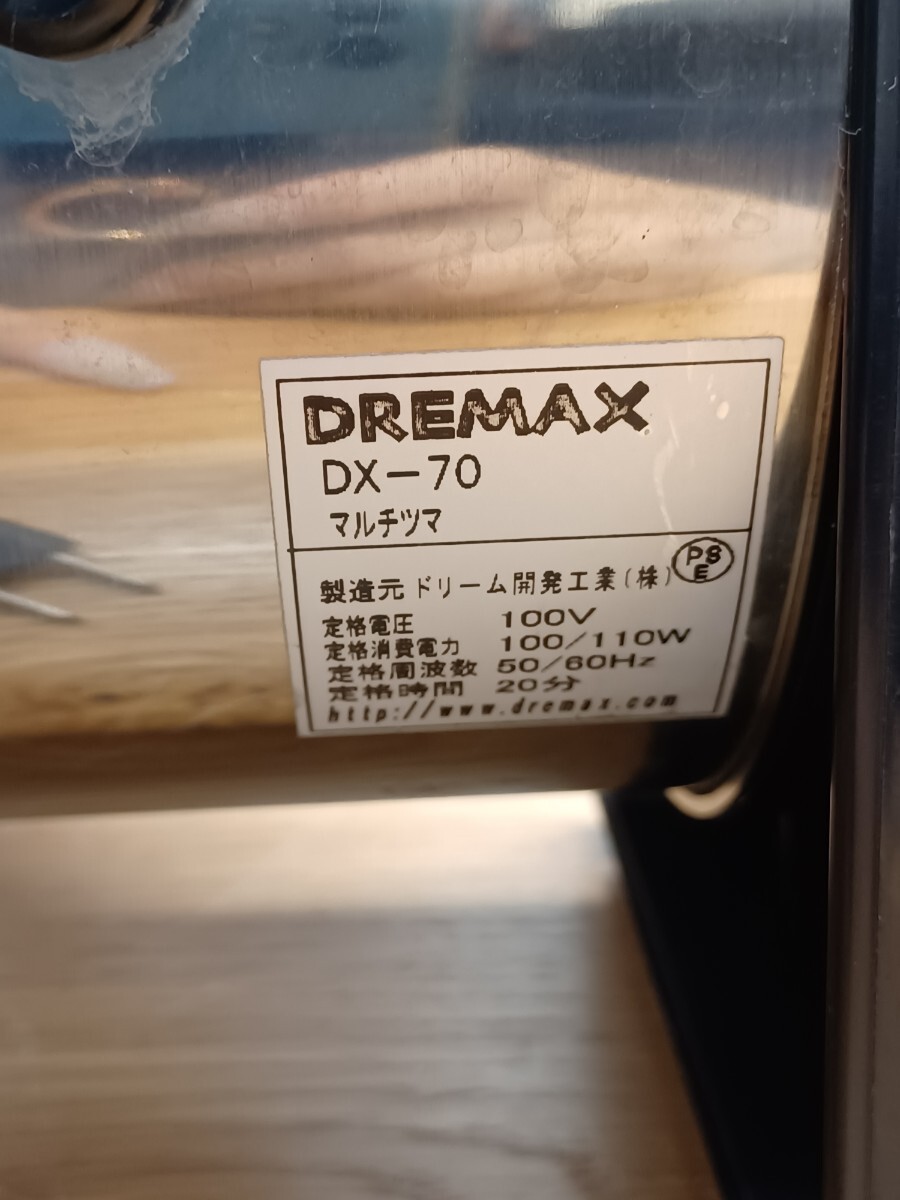 DREMAX
DX-70
マルチツマ
製造元 ドリーム開発工業(株) PSE
定格電圧 100V
定格消費電力 100/110W
定格周波数 50/60Hz
定格時間 20分
http://www.dremax.com